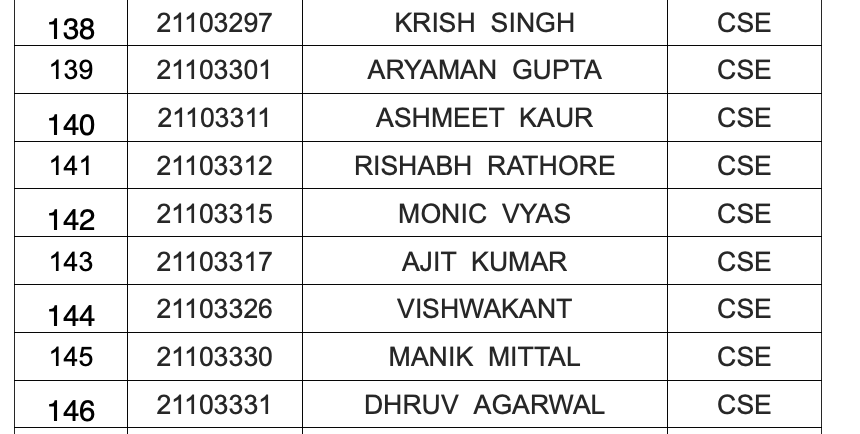 138 21103297 KRISH SINGH CSE
139 21103301 ARYAMAN GUPTA CSE
140 21103311 ASHMEET KAUR CSE
141 21103312 RISHABH RATHORE CSE
142 21103315 MONIC VYAS CSE
143 21103317 AJIT KUMAR CSE
144 21103326 VISHWAKANT CSE
145 21103330 MANIK MITTAL CSE
146 21103331 DHRUV AGARWAL CSE